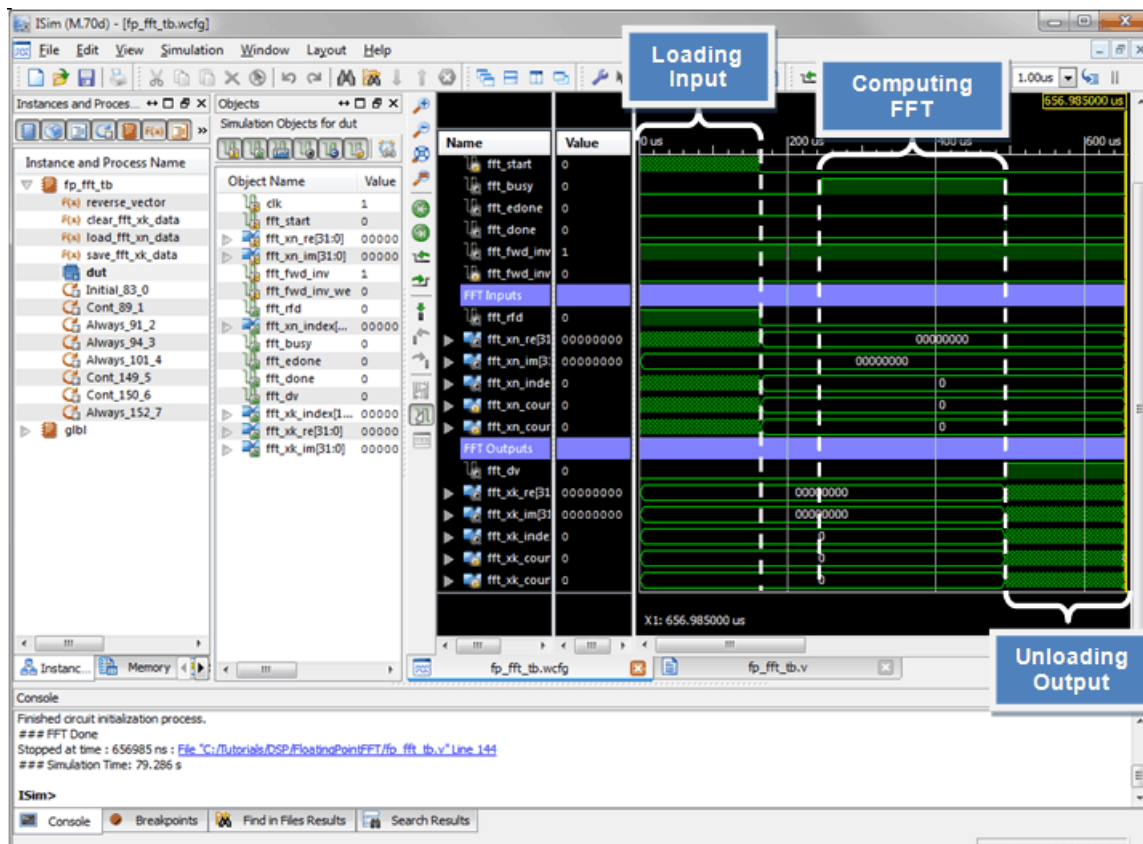 ISim (M.70d) - [fp_fft_tb.wcfg]
File Edit View Simulation Window Layout Help
1.00us
Loading
Input
Computing
FFT
Instances and Proces...
Instance and Process Name
fp_fft_tb
reverse_vector
clear_fft_xk_data
load_fft_xn_data
save_fft_xk_data
dut
Initial_83_0
Cont_89_1
Always_91_2
Always_94_3
Always_101_4
Cont_149_5
Cont_150_6
Always_152_7
glbl
Instanc... Memory
Objects
Simulation Objects for dut
Object Name Value
clk 1
fft_start 0
fft_xn_re[31:0] 00000
fft_xn_im[31:0] 00000
fft_fwd_inv 1
fft_fwd_inv_we 0
fft_rfd 0
fft_xn_index[... 00000
fft_busy 0
fft_edone 0
fft_done 0
fft_dv 0
fft_xk_index[1... 00000
fft_xk_re[31:0] 00000
fft_xk_im[31:0] 00000
656.985000 us
Name Value 0 us 200 us 400 us 600 us
fft_start 0
fft_busy 0
fft_edone 0
fft_done 0
fft_fwd_inv 1
fft_fwd_inv 0
FFT Inputs
fft_rfd 0
fft_xn_re[31 00000000 00000000
fft_xn_im[3: 00000000 00000000
fft_xn_inde 0 0
fft_xn_cour 0 0
fft_xn_cour 0 0
FFT Outputs
fft_dv 0
fft_xk_re[31 00000000 00000000
fft_xk_im[31 00000000 00000000
fft_xk_inde 0 0
fft_xk_cour 0 0
fft_xk_cour 0 0
X1: 656.985000 us
fp_fft_tb.wcfg fp_fft_tb.v
Unloading
Output
Console
Finished circuit initialization process.
### FFT Done
Stopped at time : 656985 ns : File "C:/Tutorials/DSP/FloatingPointFFT/fp_fft_tb.v" Line 144
### Simulation Time: 79.286 s
ISim>
Console Breakpoints Find in Files Results Search Results